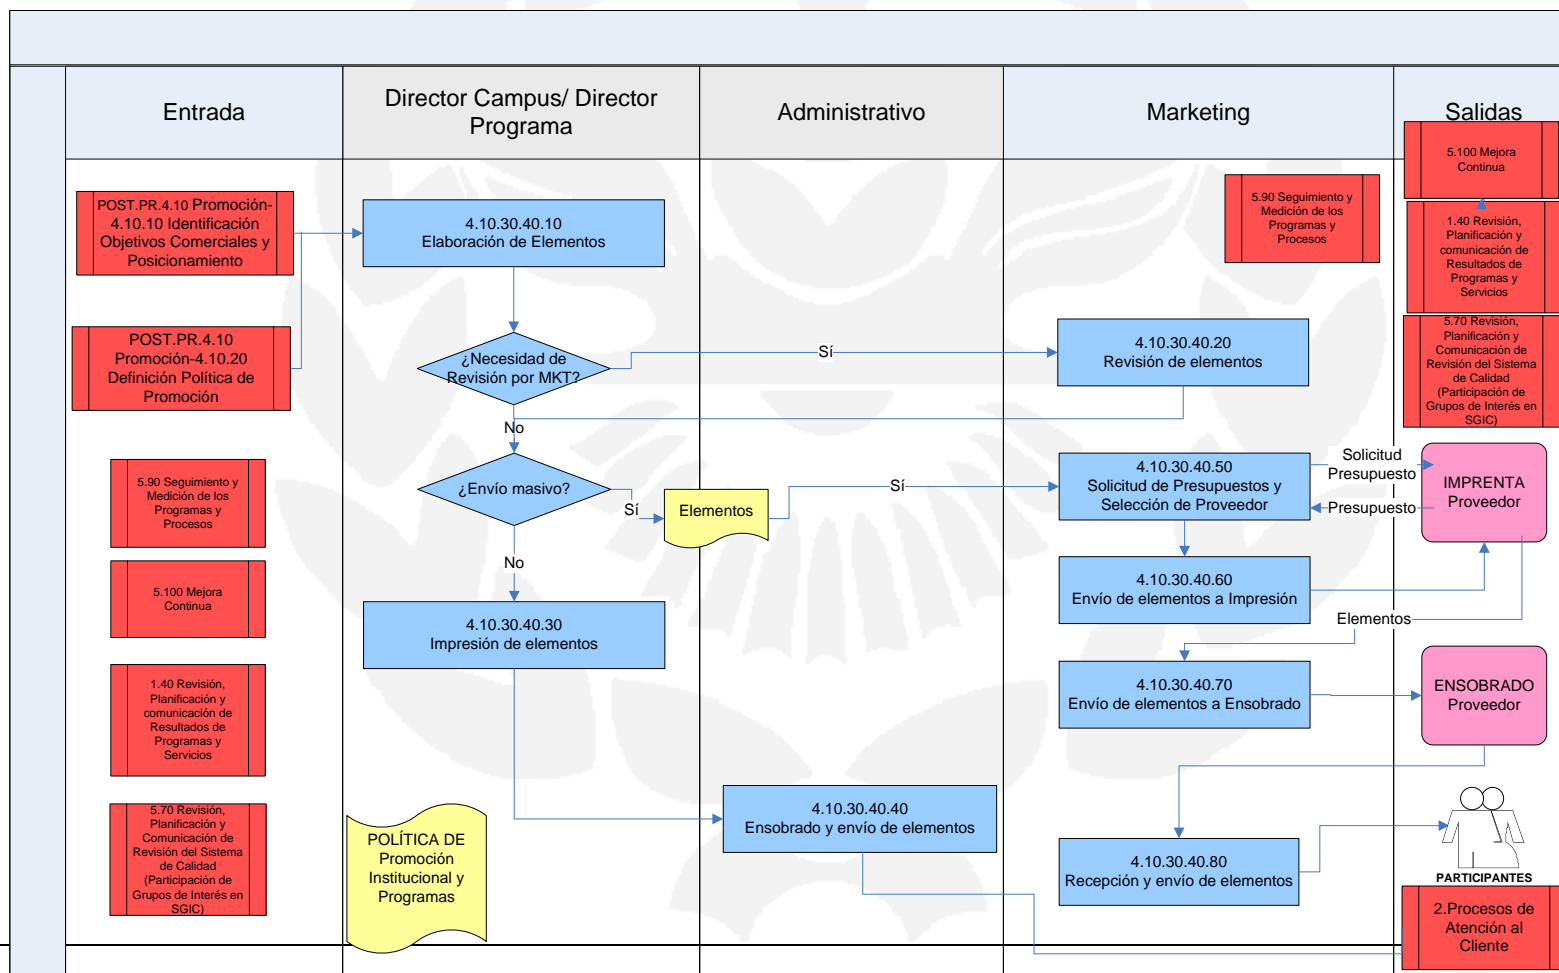 Entrada
Director Campus/ Director
Programa
Administrativo
Marketing
Salidas
POST.PR.4.10 Promoción-
4.10.10 Identificación
Objetivos Comerciales y
Posicionamiento
POST.PR.4.10
Promoción-4.10.20
Definición Política de
Promoción
5.90 Seguimiento y
Medición de los
Programas y
Procesos
5.100 Mejora
Continua
1.40 Revisión,
Planificación y
comunicación de
Resultados de
Programas y
Servicios
5.70 Revisión,
Planificación y
Comunicación de
Revisión del Sistema
de Calidad
(Participación de
Grupos de Interés en
SGIC)
4.10.30.40.10
Elaboración de Elementos
¿Necesidad de
Revisión por MKT?
Sí
No
¿Envío masivo?
Sí
No
4.10.30.40.30
Impresión de elementos
POLÍTICA DE
Promoción
Institucional y
Programas
Elementos
Sí
4.10.30.40.40
Ensobrado y envío de elementos
5.90 Seguimiento y
Medición de los
Programas y
Procesos
4.10.30.40.20
Revisión de elementos
4.10.30.40.50
Solicitud de Presupuestos y
Selección de Proveedor
Solicitud
Presupuesto
Presupuesto
4.10.30.40.60
Envío de elementos a Impresión
Elementos
4.10.30.40.70
Envío de elementos a Ensobrado
4.10.30.40.80
Recepción y envío de elementos
5.100 Mejora
Continua
1.40 Revisión,
Planificación y
comunicación de
Resultados de
Programas y
Servicios
5.70 Revisión,
Planificación y
Comunicación de
Revisión del Sistema
de Calidad
(Participación de
Grupos de Interés en
SGIC)
IMPRENTA
Proveedor
ENSOBRADO
Proveedor
PARTICIPANTES
2.Procesos de
Atención al
Cliente